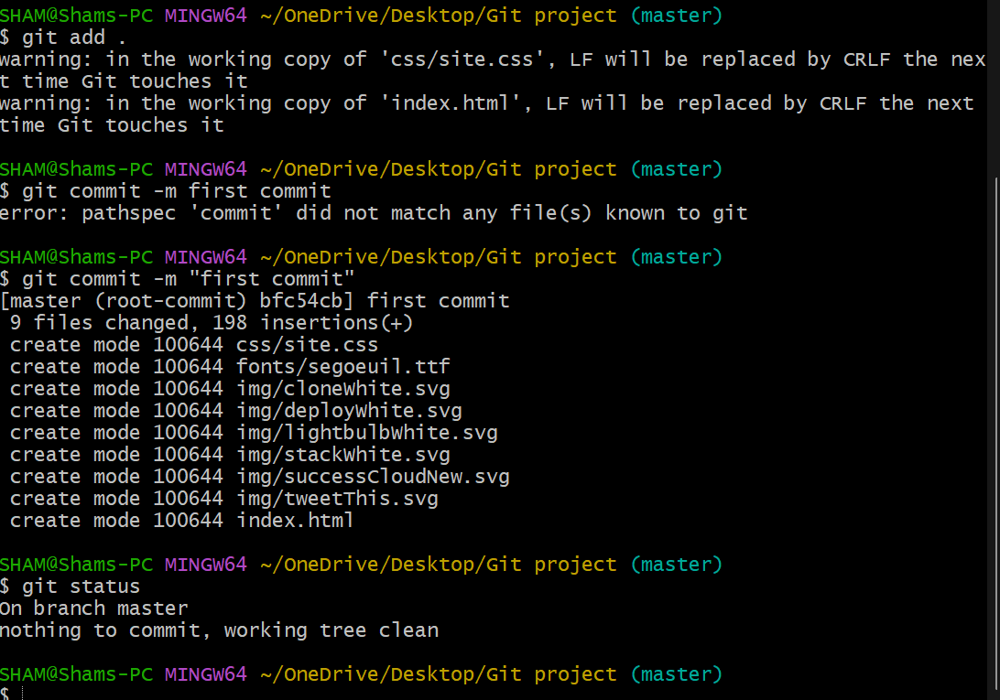 SHAM@Shams-PC MINGW64 ~/OneDrive/Desktop/Git project (master)
$ git add .
warning: in the working copy of 'css/site.css', LF will be replaced by CRLF the nex
t time Git touches it
warning: in the working copy of 'index.html', LF will be replaced by CRLF the next
time Git touches it
SHAM@Shams-PC MINGW64 ~/OneDrive/Desktop/Git project (master)
$ git commit -m first commit
error: pathspec 'commit' did not match any file(s) known to git
SHAM@Shams-PC MINGW64 ~/OneDrive/Desktop/Git project (master)
$ git commit -m "first commit"
[master (root-commit) bfc54cb] first commit
 9 files changed, 198 insertions(+)
 create mode 100644 css/site.css
 create mode 100644 fonts/segoeuil.ttf
 create mode 100644 img/cloneWhite.svg
 create mode 100644 img/deployWhite.svg
 create mode 100644 img/lightbulbWhite.svg
 create mode 100644 img/stackWhite.svg
 create mode 100644 img/successCloudNew.svg
 create mode 100644 img/tweetThis.svg
 create mode 100644 index.html
SHAM@Shams-PC MINGW64 ~/OneDrive/Desktop/Git project (master)
$ git status
On branch master
nothing to commit, working tree clean
SHAM@Shams-PC MINGW64 ~/OneDrive/Desktop/Git project (master)
$